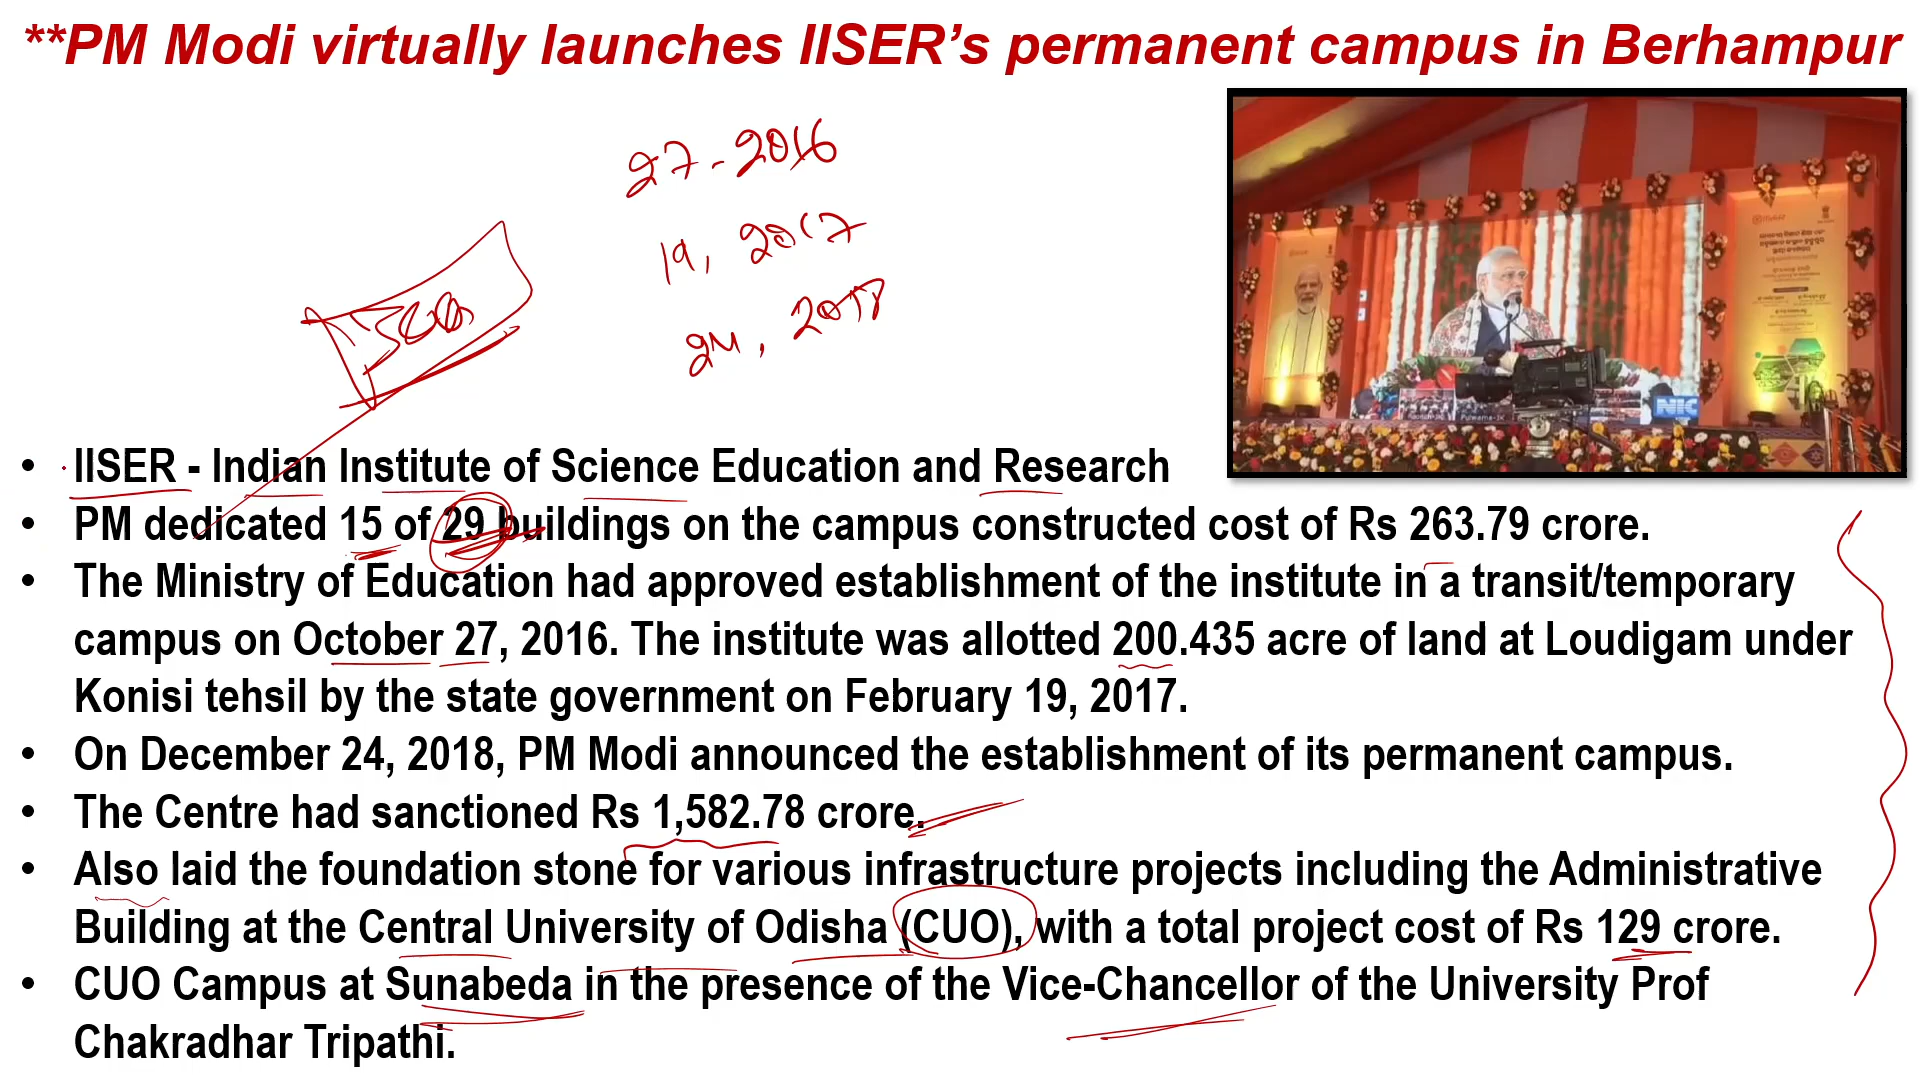 **PM Modi virtually launches IISER’s permanent campus in Berhampur
27-2016
19, 2017
24, 2018
NIC
• IISER - Indian Institute of Science Education and Research
• PM dedicated 15 of 29 buildings on the campus constructed cost of Rs 263.79 crore.
• The Ministry of Education had approved establishment of the institute in a transit/temporary
campus on October 27, 2016. The institute was allotted 200.435 acre of land at Loudigam under
Konisi tehsil by the state government on February 19, 2017.
• On December 24, 2018, PM Modi announced the establishment of its permanent campus.
• The Centre had sanctioned Rs 1,582.78 crore.
• Also laid the foundation stone for various infrastructure projects including the Administrative
Building at the Central University of Odisha (CUO), with a total project cost of Rs 129 crore.
• CUO Campus at Sunabeda in the presence of the Vice-Chancellor of the University Prof
Chakradhar Tripathi.